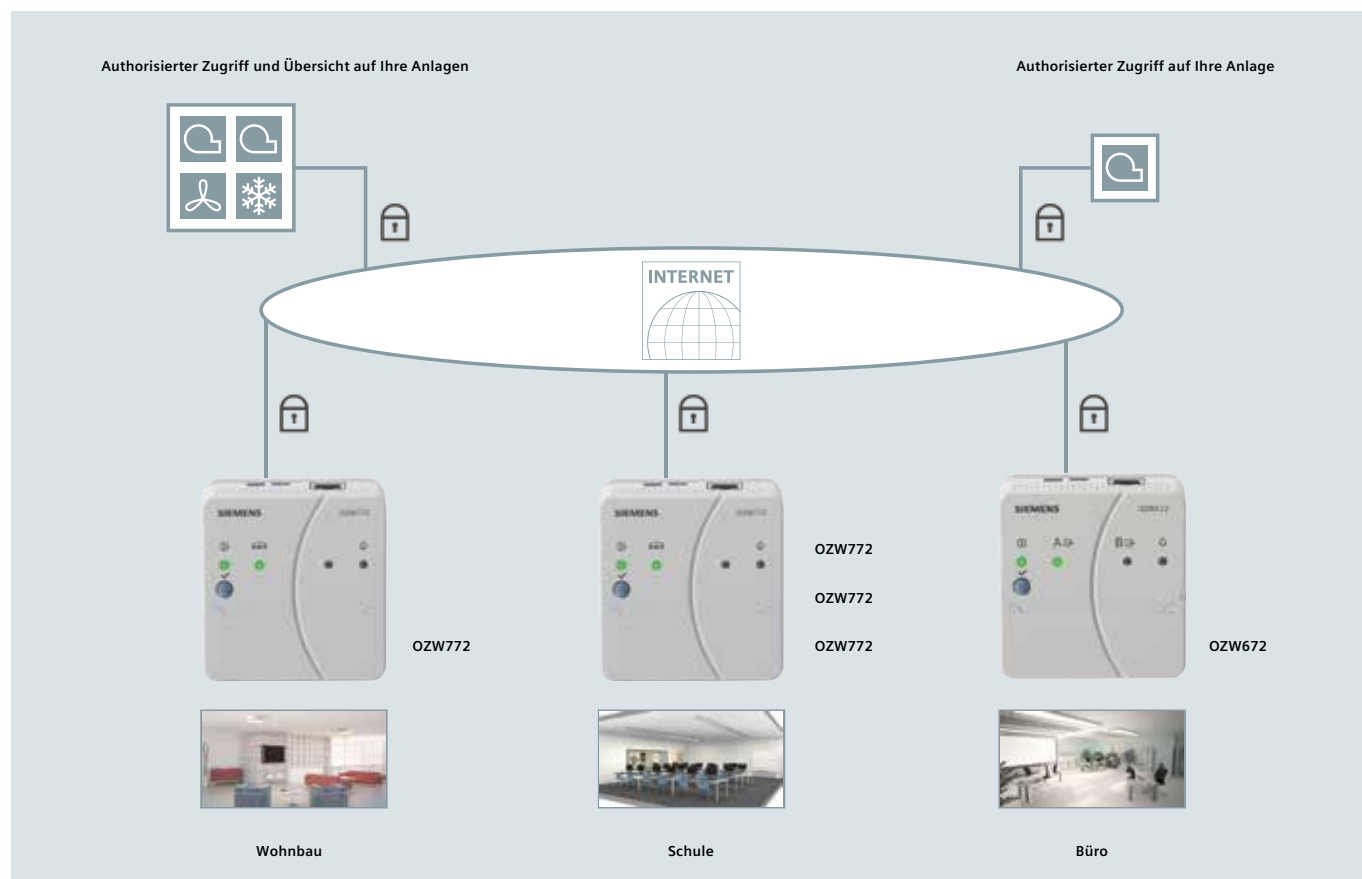 Authorisierter Zugriff und Übersicht auf Ihre Anlagen
Authorisierter Zugriff auf Ihre Anlage
INTERNET
SIEMENS
SIEMENS
SIEMENS
OZW772
OZW772
OZW772
OZW772
OZW672
Wohnbau
Schule
Büro